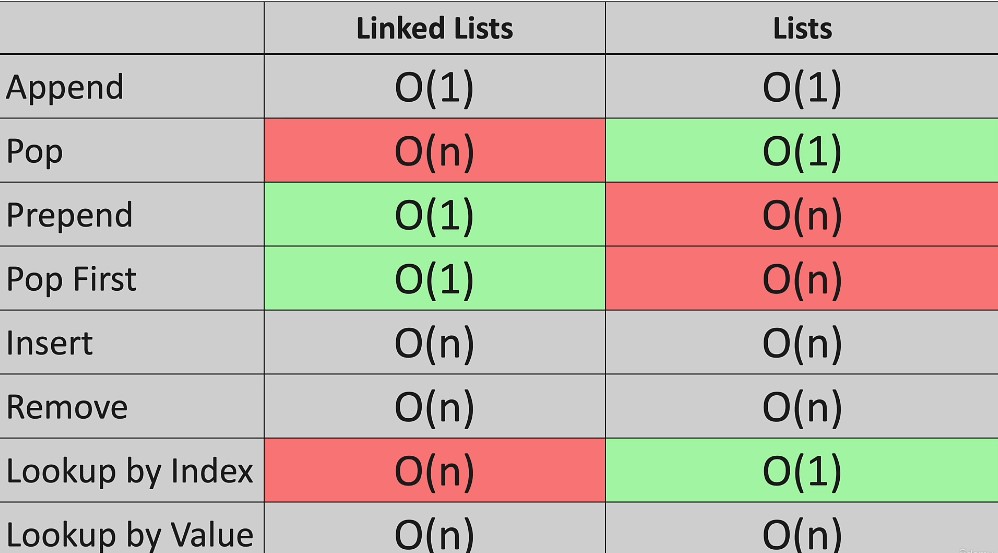 Linked Lists Lists
Append O(1) O(1)
Pop O(n) O(1)
Prepend O(1) O(n)
Pop First O(1) O(n)
Insert O(n) O(n)
Remove O(n) O(n)
Lookup by Index O(n) O(1)
Lookup by Value O(n) O(n)